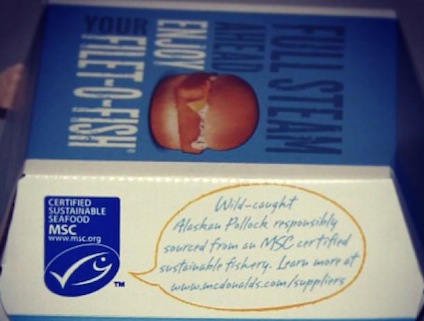 FULL STEAM
AHEAD
ENJOY
YOUR
FILET-O-FISH®
CERTIFIED
SUSTAINABLE
SEAFOOD
MSC
www.msc.org
TM
Wild-caught
Alaskan Pollock responsibly
sourced from an MSC certified
sustainable fishery. Learn more at
www.mcdonalds.com/suppliers